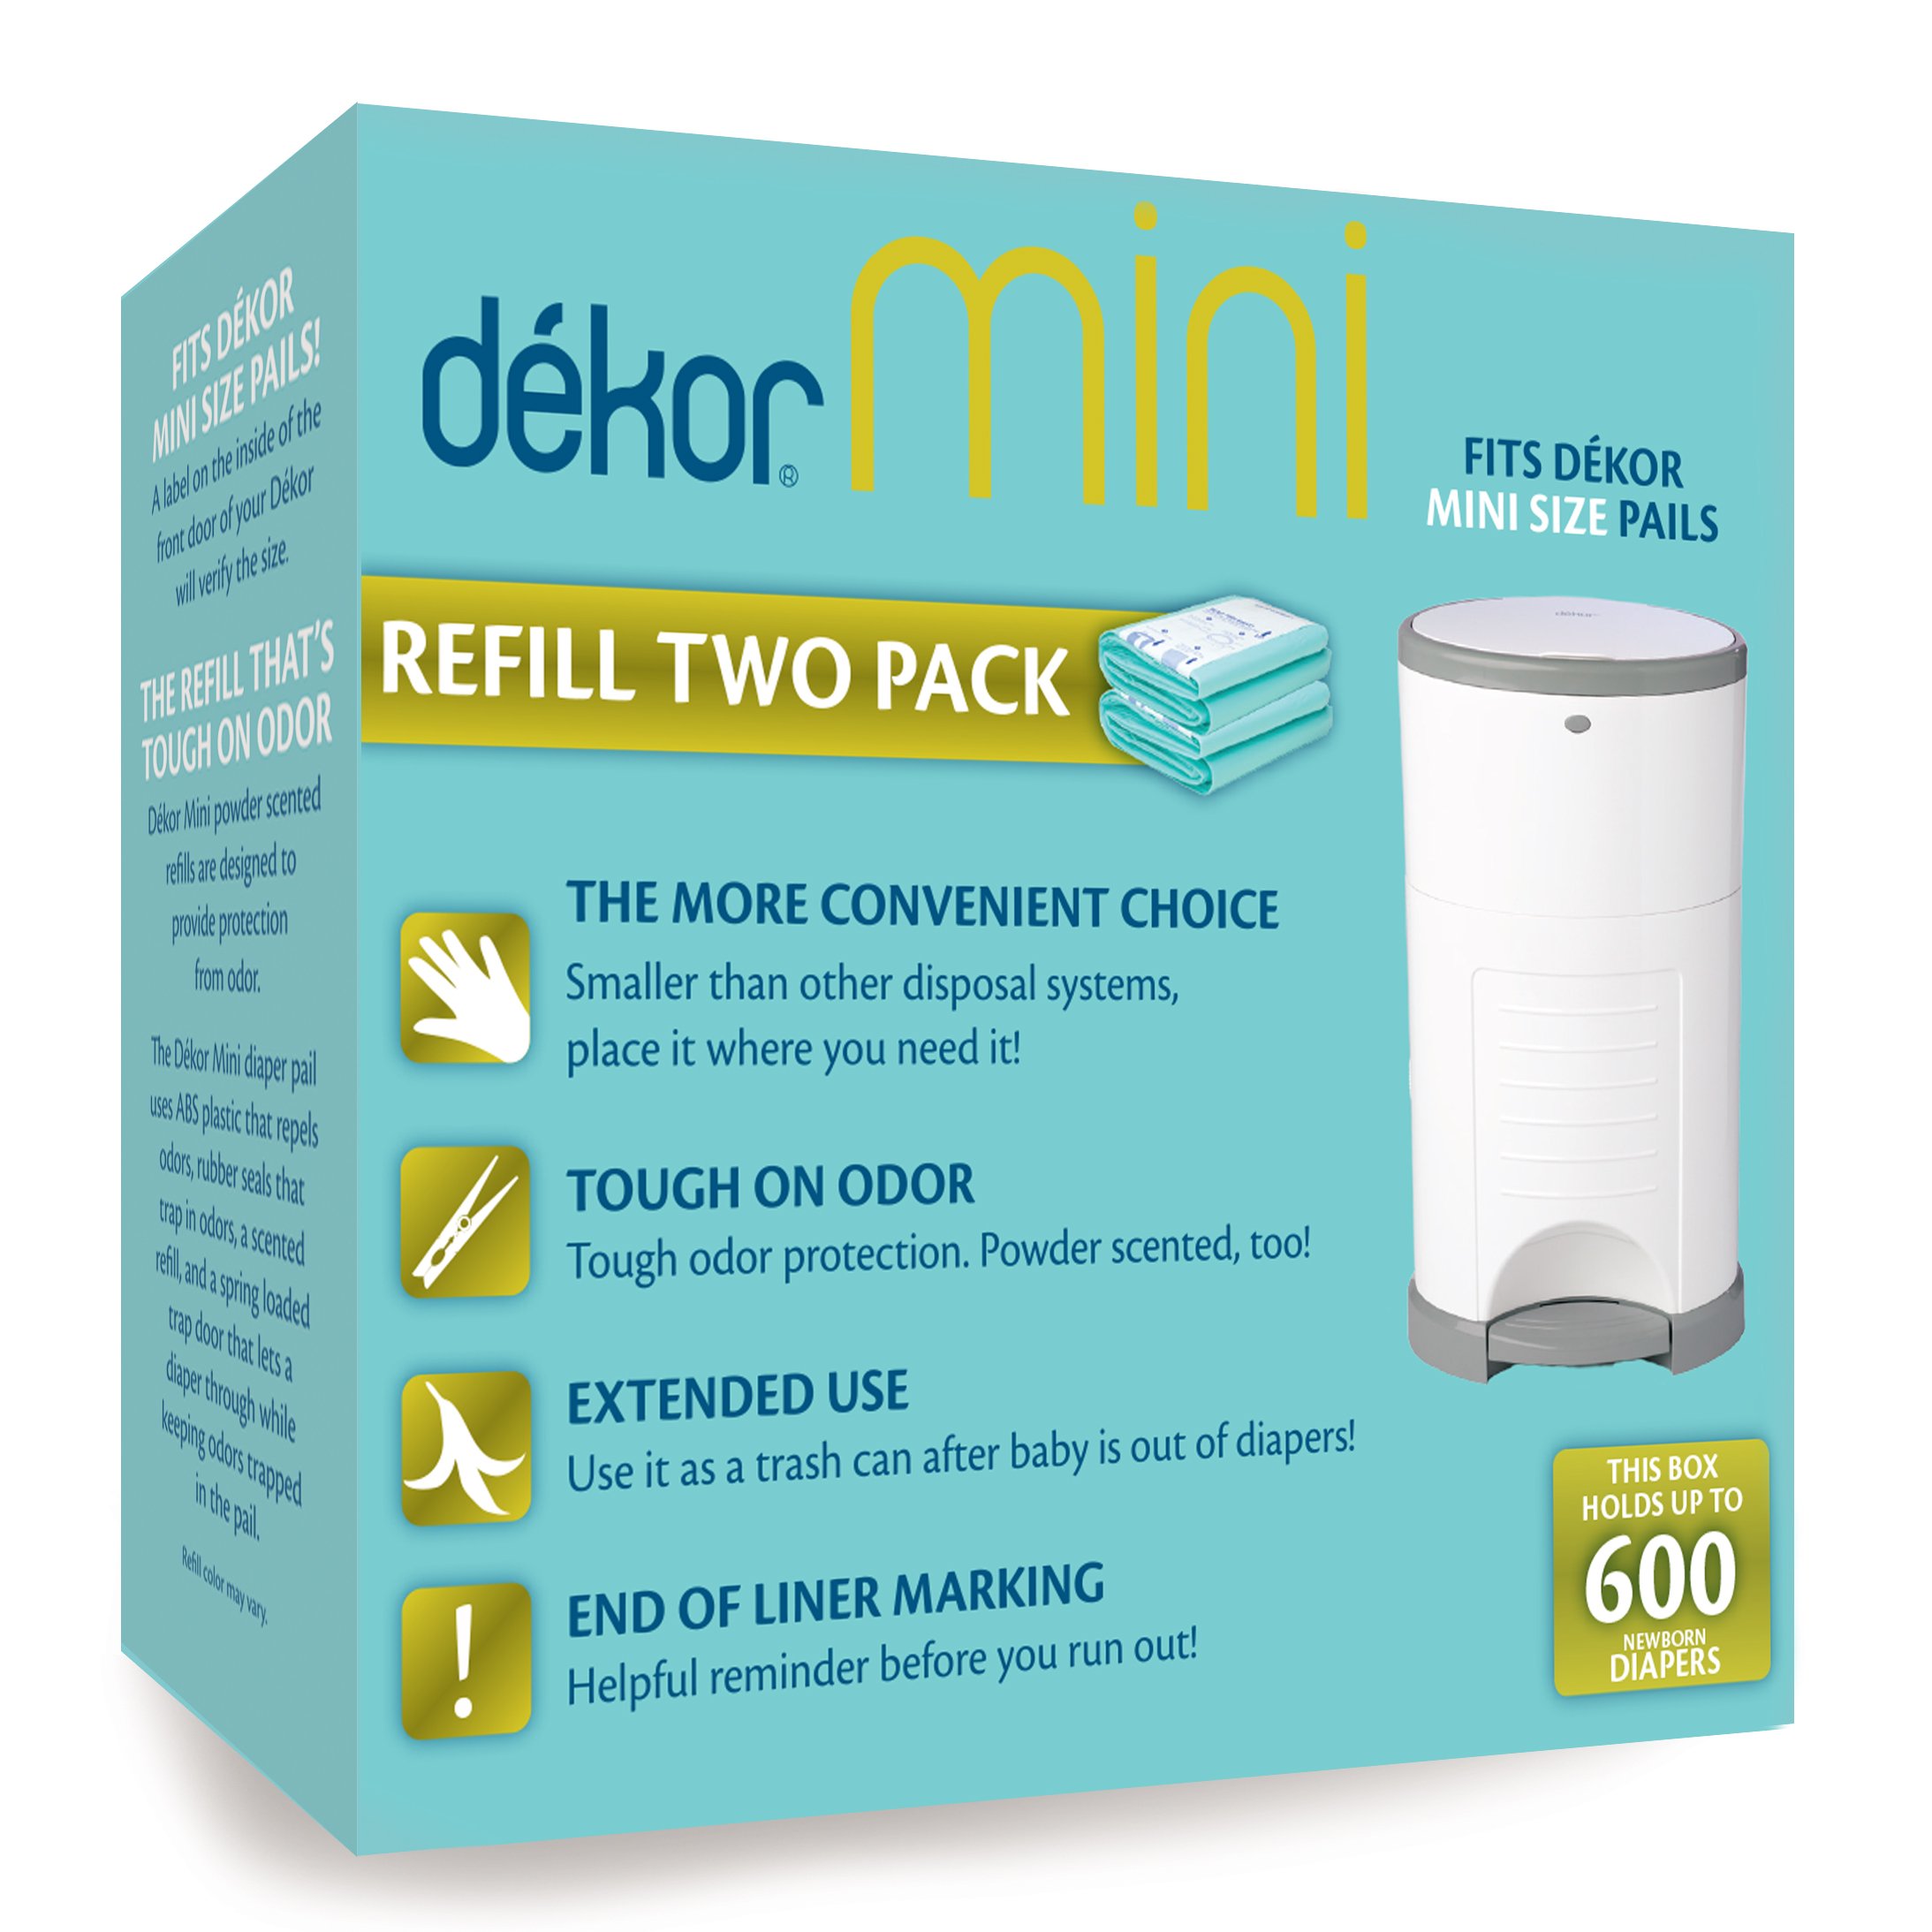 FITS DÉKOR
MINI SIZE PAILS!
A label on the inside of the
front door of your Dékor
will verify the size.
THE REFILL THAT'S
TOUGH ON ODOR
Dékor Mini powder scented
refills are designed to
provide protection
from odor.
The Dékor Mini diaper pail
uses ABS plastic that repels
odors, rubber seals that
trap in odors, a scented
refill, and a spring loaded
trap door that lets a
diaper through while
keeping odors trapped
in the pail.
Refill color may vary.
dékor® mini
FITS DÉKOR
MINI SIZE PAILS
REFILL TWO PACK
dékor
THE MORE CONVENIENT CHOICE
Smaller than other disposal systems,
place it where you need it!
TOUGH ON ODOR
Tough odor protection. Powder scented, too!
EXTENDED USE
Use it as a trash can after baby is out of diapers!
END OF LINER MARKING
Helpful reminder before you run out!
THIS BOX
HOLDS UP TO
600
NEWBORN
DIAPERS